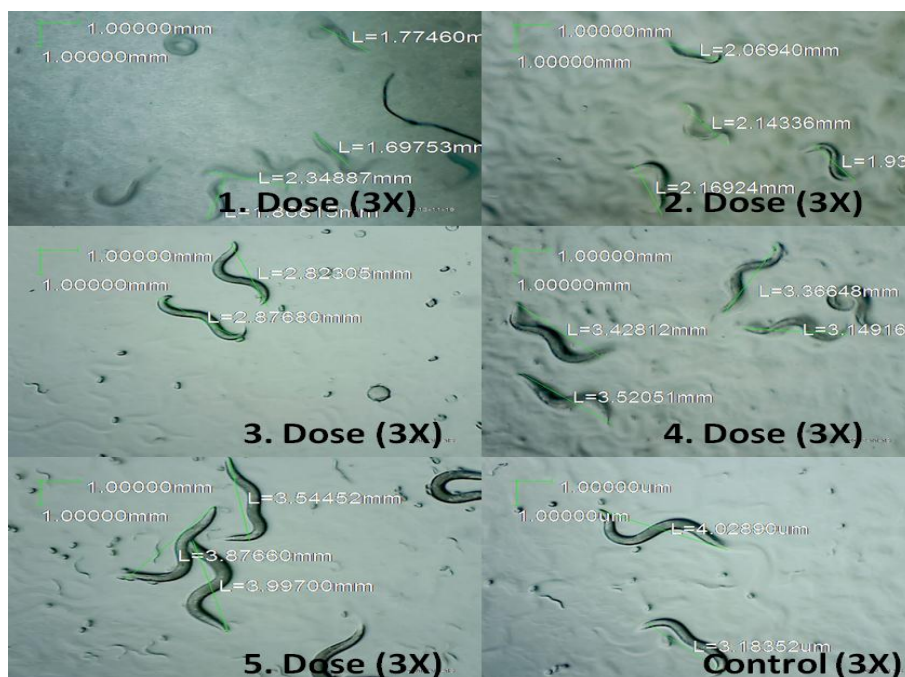 1.00000mm
1.00000mm
L=1.77460mm
L=1.69753mm
L=2.34887mm
1. Dose (3X)
1.00000mm
1.00000mm
L=2.06940mm
L=2.14336mm
L=1.93
L=2.16924mm
2. Dose (3X)
1.00000mm
1.00000mm
L=2.82305mm
L=2.87680mm
3. Dose (3X)
1.00000mm
1.00000mm
L=3.36648mm
L=3.42812mm
L=3.14916
L=3.52051mm
4. Dose (3X)
1.00000mm
1.00000mm
L=3.54452mm
L=3.87660mm
L=3.99700mm
5. Dose (3X)
1.00000um
1.00000um
L=4.02890um
L=3.18352um
Control (3X)